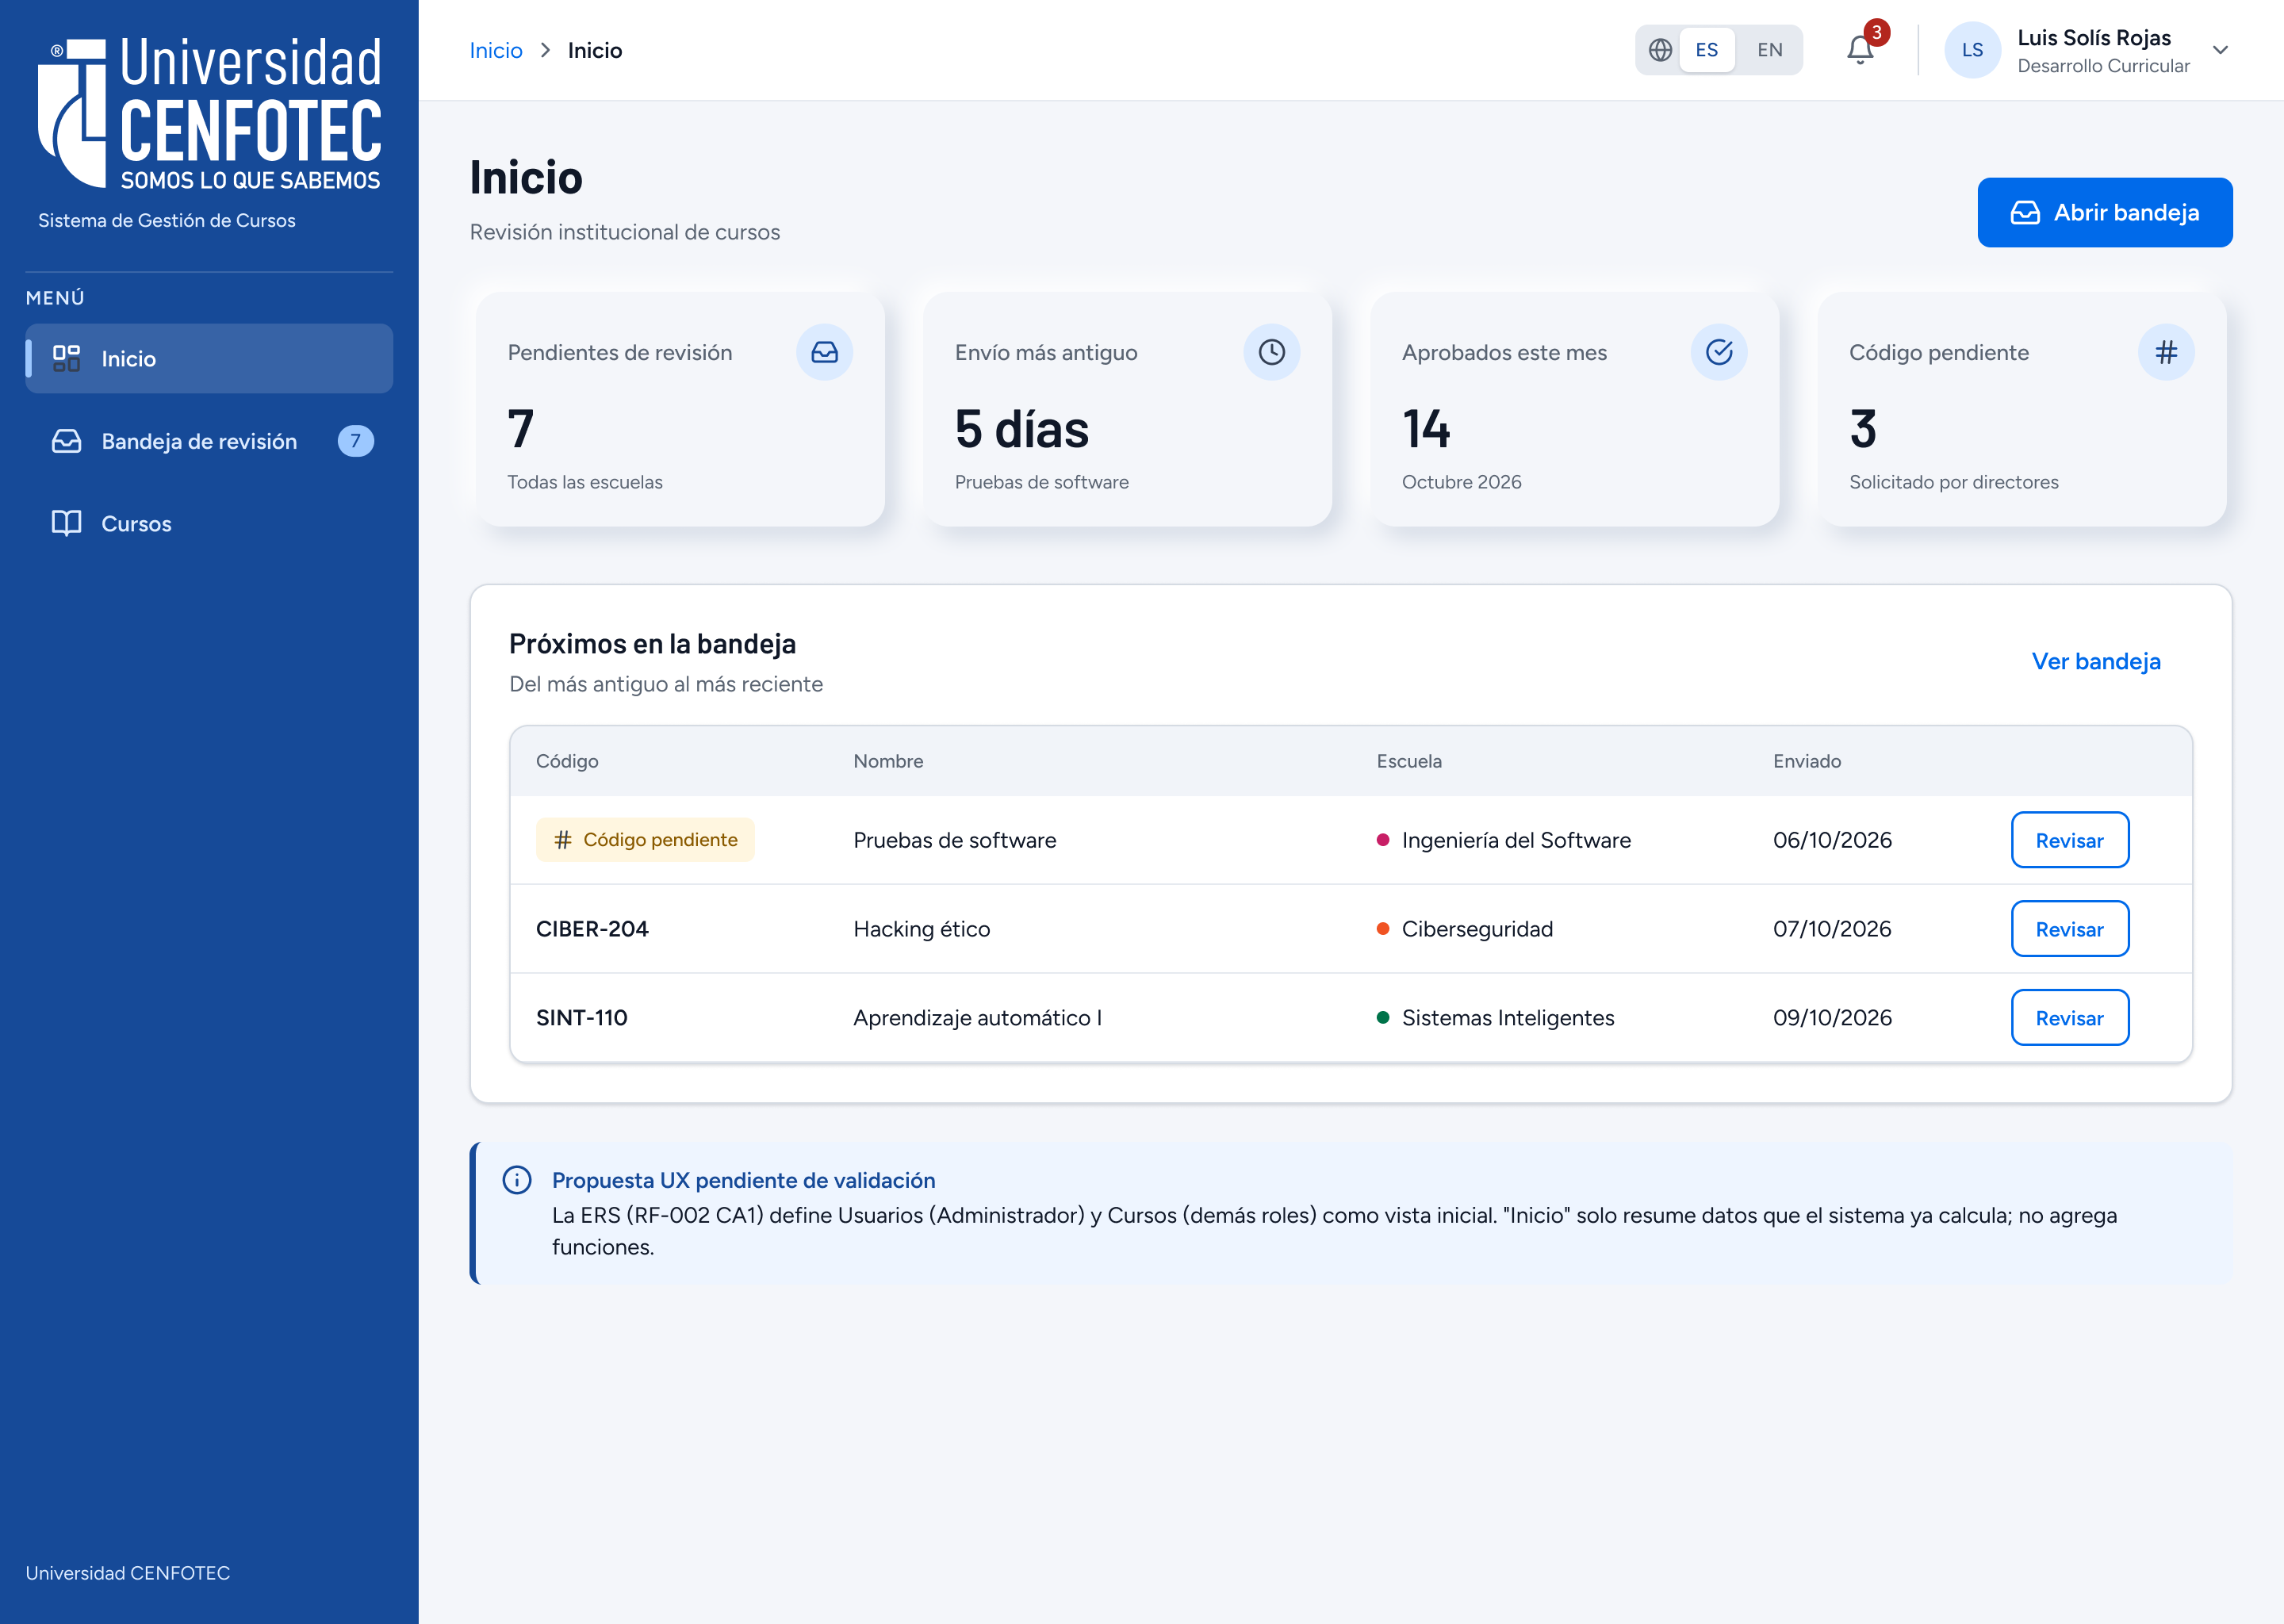 ® Universidad
CENFOTEC
SOMOS LO QUE SABEMOS
Sistema de Gestión de Cursos
MENÚ
Inicio
Bandeja de revisión 7
Cursos
Universidad CENFOTEC
Inicio > Inicio
ES EN
3
LS
Luis Solís Rojas
Desarrollo Curricular
Inicio
Revisión institucional de cursos
Abrir bandeja
Pendientes de revisión
7
Todas las escuelas
Envío más antiguo
5 días
Pruebas de software
Aprobados este mes
14
Octubre 2026
Código pendiente
#
3
Solicitado por directores
Próximos en la bandeja
Del más antiguo al más reciente
Ver bandeja
Código Nombre Escuela Enviado
# Código pendiente Pruebas de software Ingeniería del Software 06/10/2026 Revisar
CIBER-204 Hacking ético Ciberseguridad 07/10/2026 Revisar
SINT-110 Aprendizaje automático I Sistemas Inteligentes 09/10/2026 Revisar
Propuesta UX pendiente de validación
La ERS (RF-002 CA1) define Usuarios (Administrador) y Cursos (demás roles) como vista inicial. "Inicio" solo resume datos que el sistema ya calcula; no agrega
funciones.